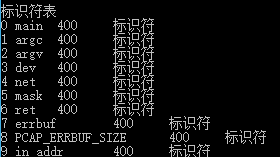 标识符表
0 main 400 标识符
1 argc 400 标识符
2 argv 400 标识符
3 dev 400 标识符
4 net 400 标识符
5 mask 400 标识符
6 ret 400 标识符
7 errbuf 400 标识符
8 PCAP_ERRBUF_SIZE 400 标识符
9 in_addr 400 标识符